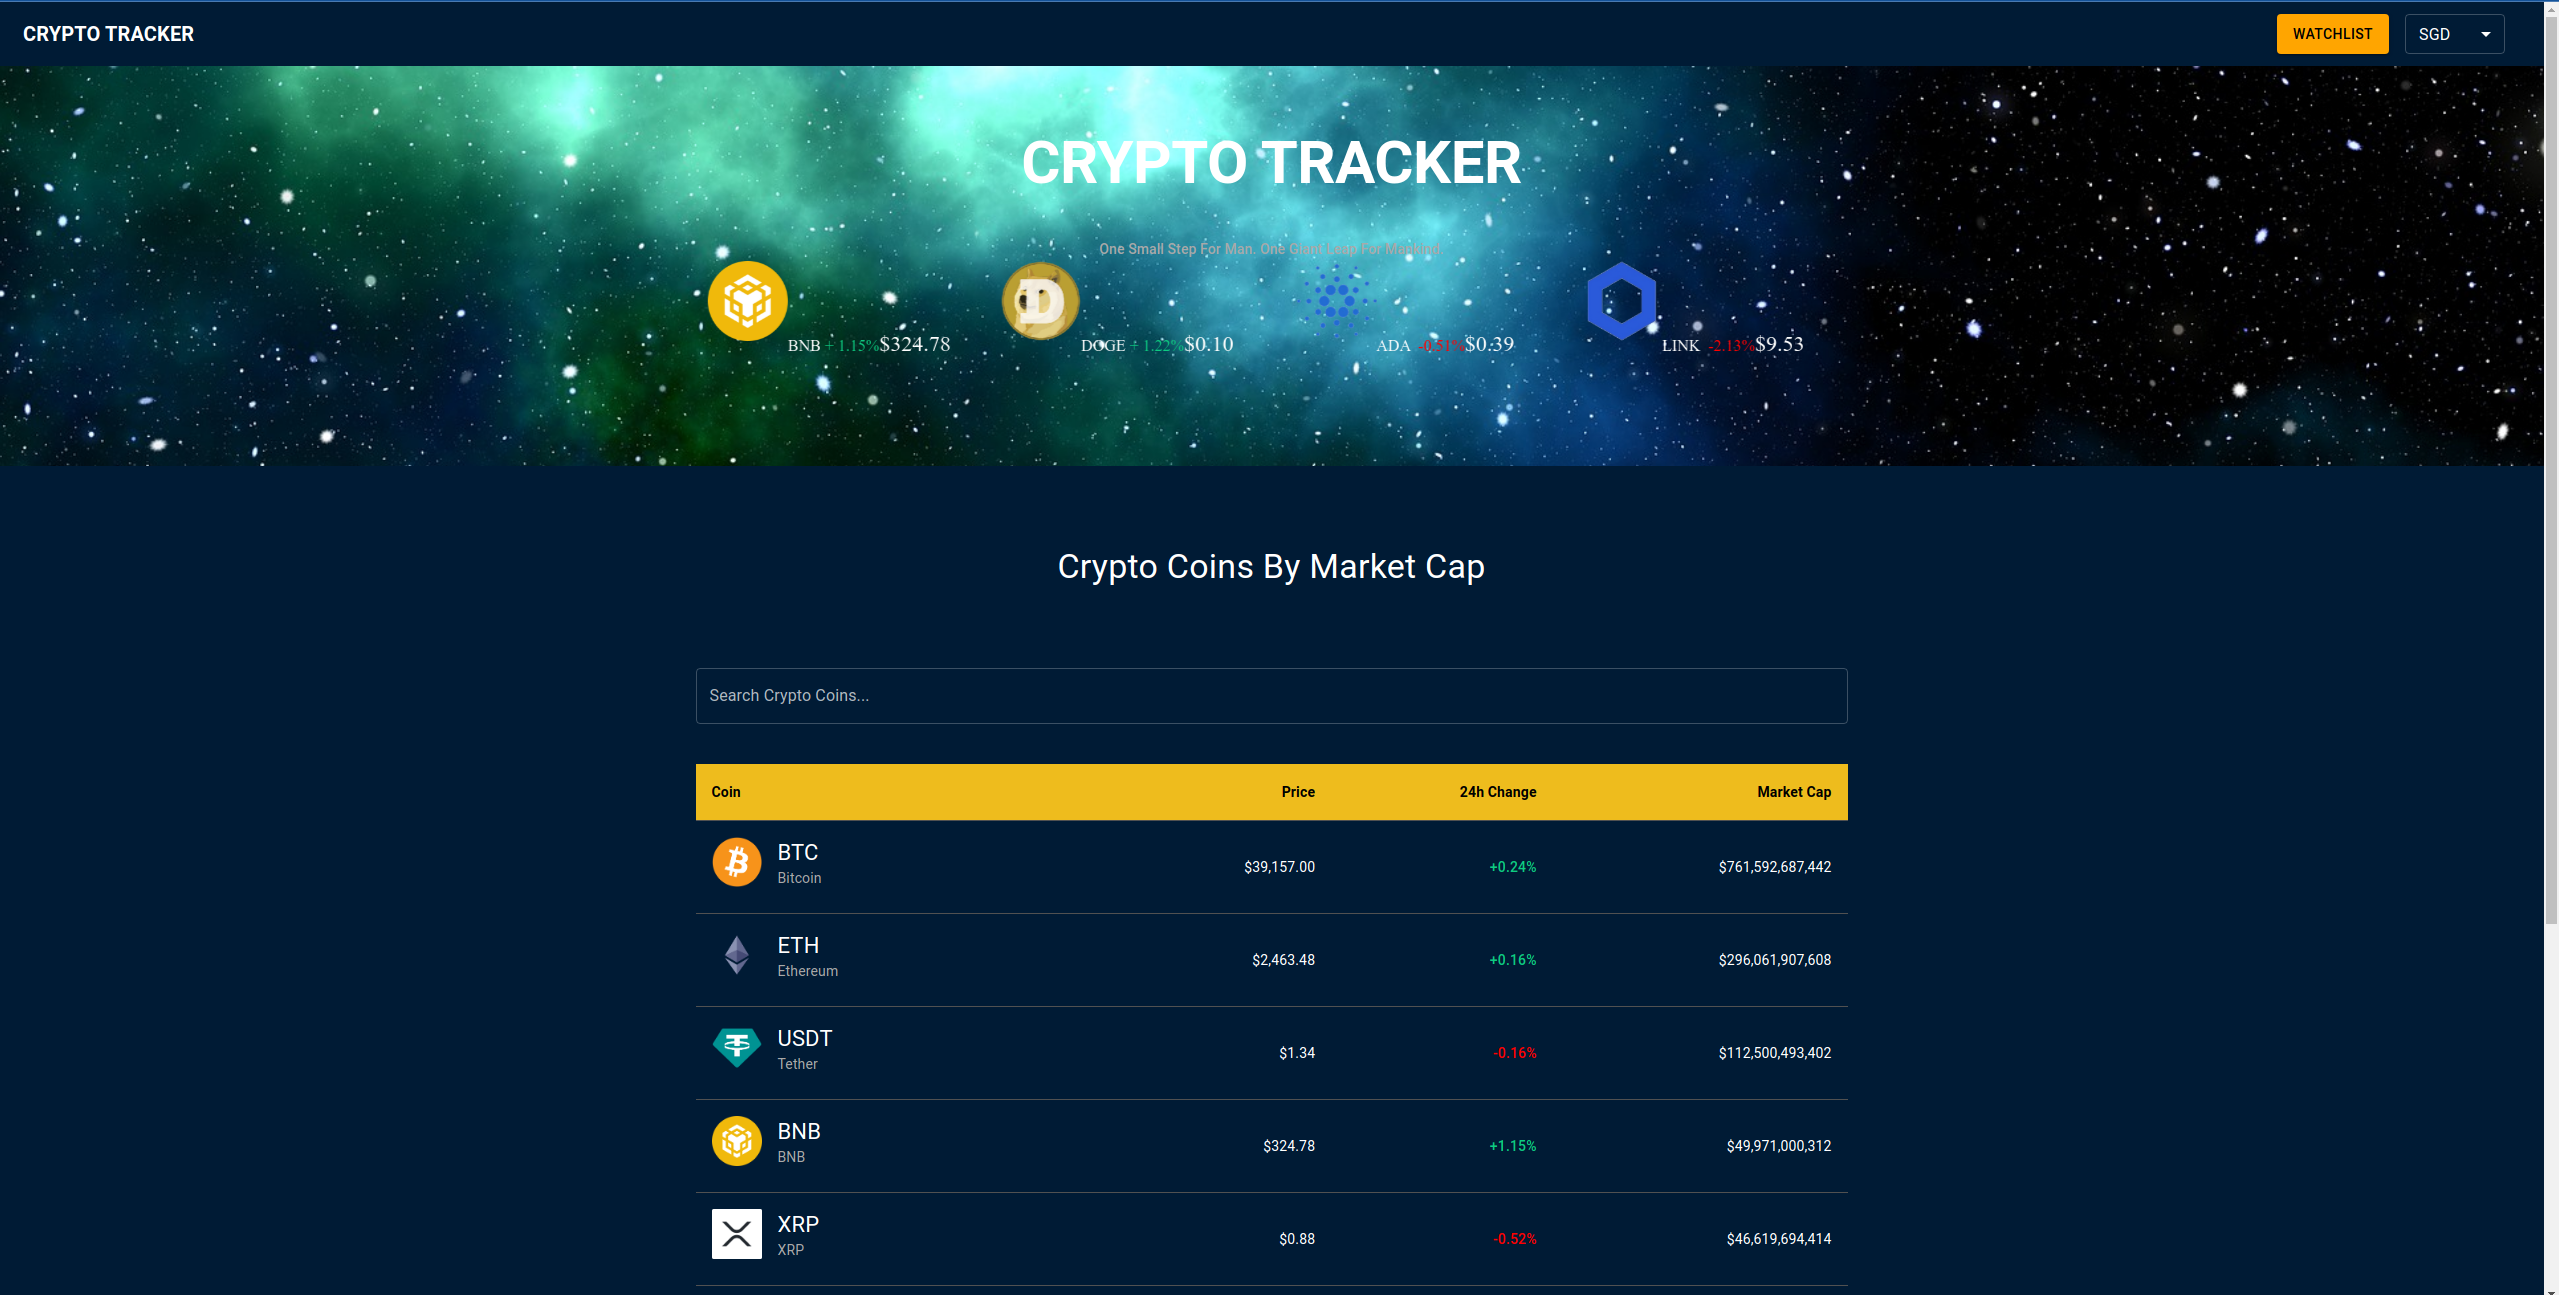 CRYPTO TRACKER
WATCHLIST
SGD
CRYPTO TRACKER
One Small Step For Man. One Giant Leap For Mankind.
BNB +1.15%$324.78
DOGE +1.22%$0.10
ADA -0.51%$0.39
LINK -2.13%$9.53
Crypto Coins By Market Cap
Search Crypto Coins...
Coin Price 24h Change Market Cap
BTC
Bitcoin
$39,157.00 +0.24% $761,592,687,442
ETH
Ethereum
$2,463.48 +0.16% $296,061,907,608
USDT
Tether
$1.34 -0.16% $112,500,493,402
BNB
BNB
$324.78 +1.15% $49,971,000,312
XRP
XRP
$0.88 -0.52% $46,619,694,414